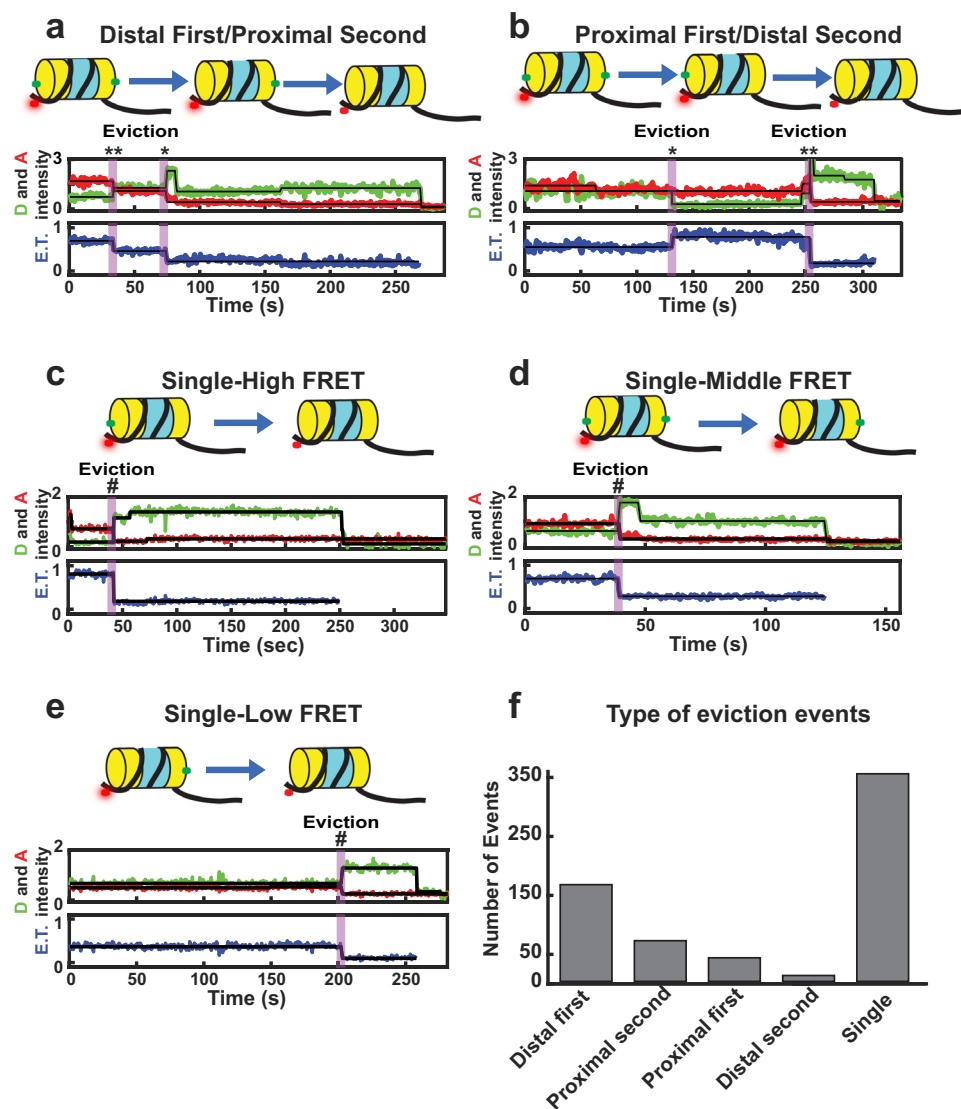 a
Distal First/Proximal Second
Eviction
** *
D and A
intensity
3
0
E.T.
1
0
0 50 100 150 200 250
Time (s)
b
Proximal First/Distal Second
Eviction Eviction
* **
D and A
intensity
3
0
E.T.
1
0
0 50 100 150 200 250 300
Time (s)
c
Single-High FRET
Eviction
#
D and A
intensity
2
0
E.T.
1
0
0 50 100 150 200 250 300
Time (sec)
d
Single-Middle FRET
Eviction
#
D and A
intensity
2
0
E.T.
1
0
0 50 100 150
Time (s)
e
Single-Low FRET
Eviction
#
D and A
intensity
2
0
E.T.
1
0
0 50 100 150 200 250
Time (s)
f
Type of eviction events
Number of Events
350
250
150
50
0
Distal first
Proximal second
Proximal first
Distal second
Single